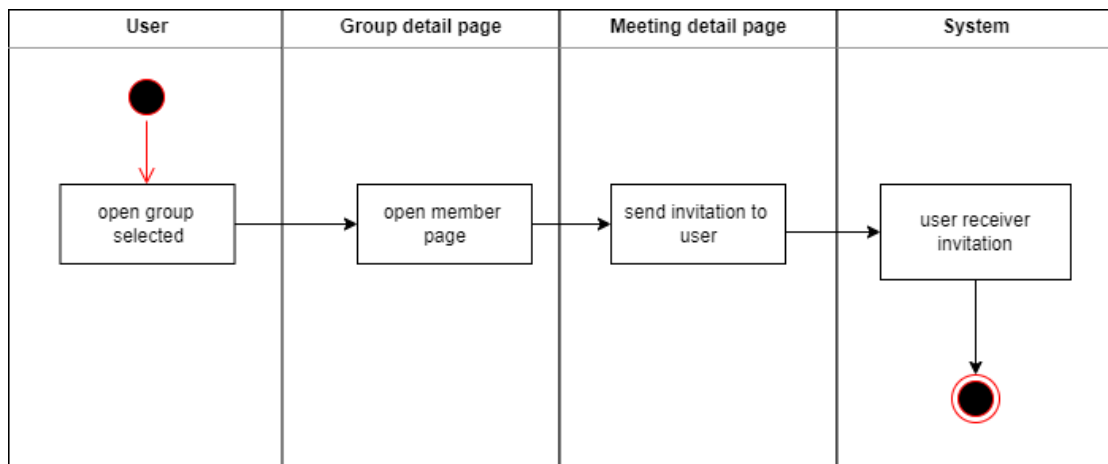 User
Group detail page
Meeting detail page
System
open group
selected
open member
page
send invitation to
user
user receiver
invitation